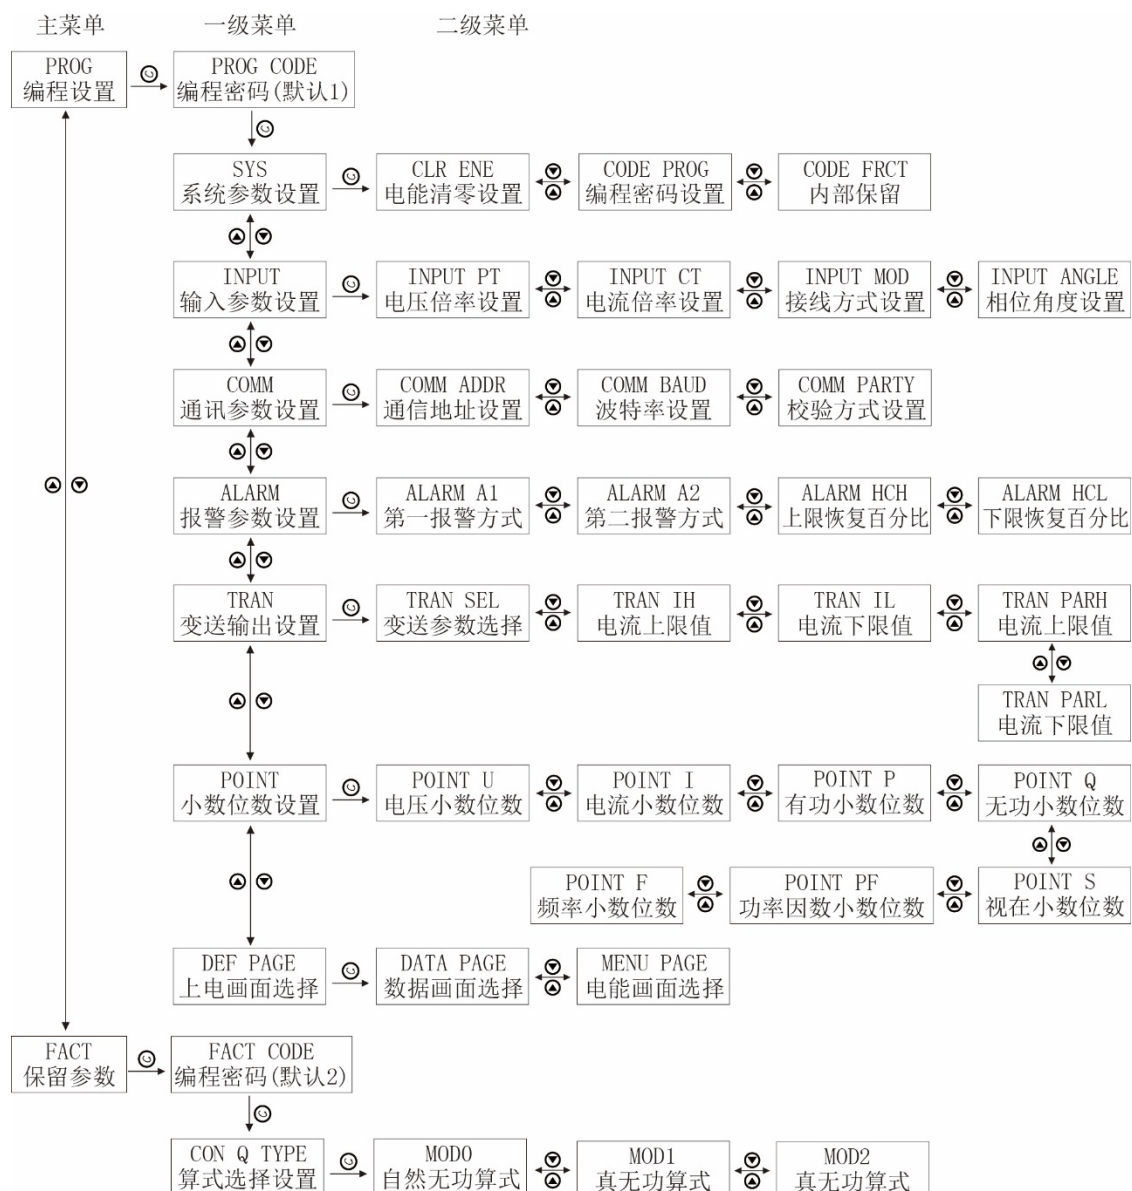 主菜单
一级菜单
二级菜单
PROG
编程设置
PROG CODE
编程密码(默认1)
SYS
系统参数设置
CLR ENE
电能清零设置
CODE PROG
编程密码设置
CODE FRCT
内部保留
INPUT
输入参数设置
INPUT PT
电压倍率设置
INPUT CT
电流倍率设置
INPUT MOD
接线方式设置
INPUT ANGLE
相位角度设置
COMM
通讯参数设置
COMM ADDR
通信地址设置
COMM BAUD
波特率设置
COMM PARTY
校验方式设置
ALARM
报警参数设置
ALARM A1
第一报警方式
ALARM A2
第二报警方式
ALARM HCH
上限恢复百分比
ALARM HCL
下限恢复百分比
TRAN
变送输出设置
TRAN SEL
变送参数选择
TRAN IH
电流上限值
TRAN IL
电流下限值
TRAN PARH
电流上限值
TRAN PARL
电流下限值
POINT
小数位数设置
POINT U
电压小数位数
POINT I
电流小数位数
POINT P
有功小数位数
POINT Q
无功小数位数
POINT F
频率小数位数
POINT PF
功率因数小数位数
POINT S
视在小数位数
DEF PAGE
上电画面选择
DATA PAGE
数据画面选择
MENU PAGE
电能画面选择
FACT
保留参数
FACT CODE
编程密码(默认2)
CON Q TYPE
算式选择设置
MOD0
自然无功算式
MOD1
真无功算式
MOD2
真无功算式